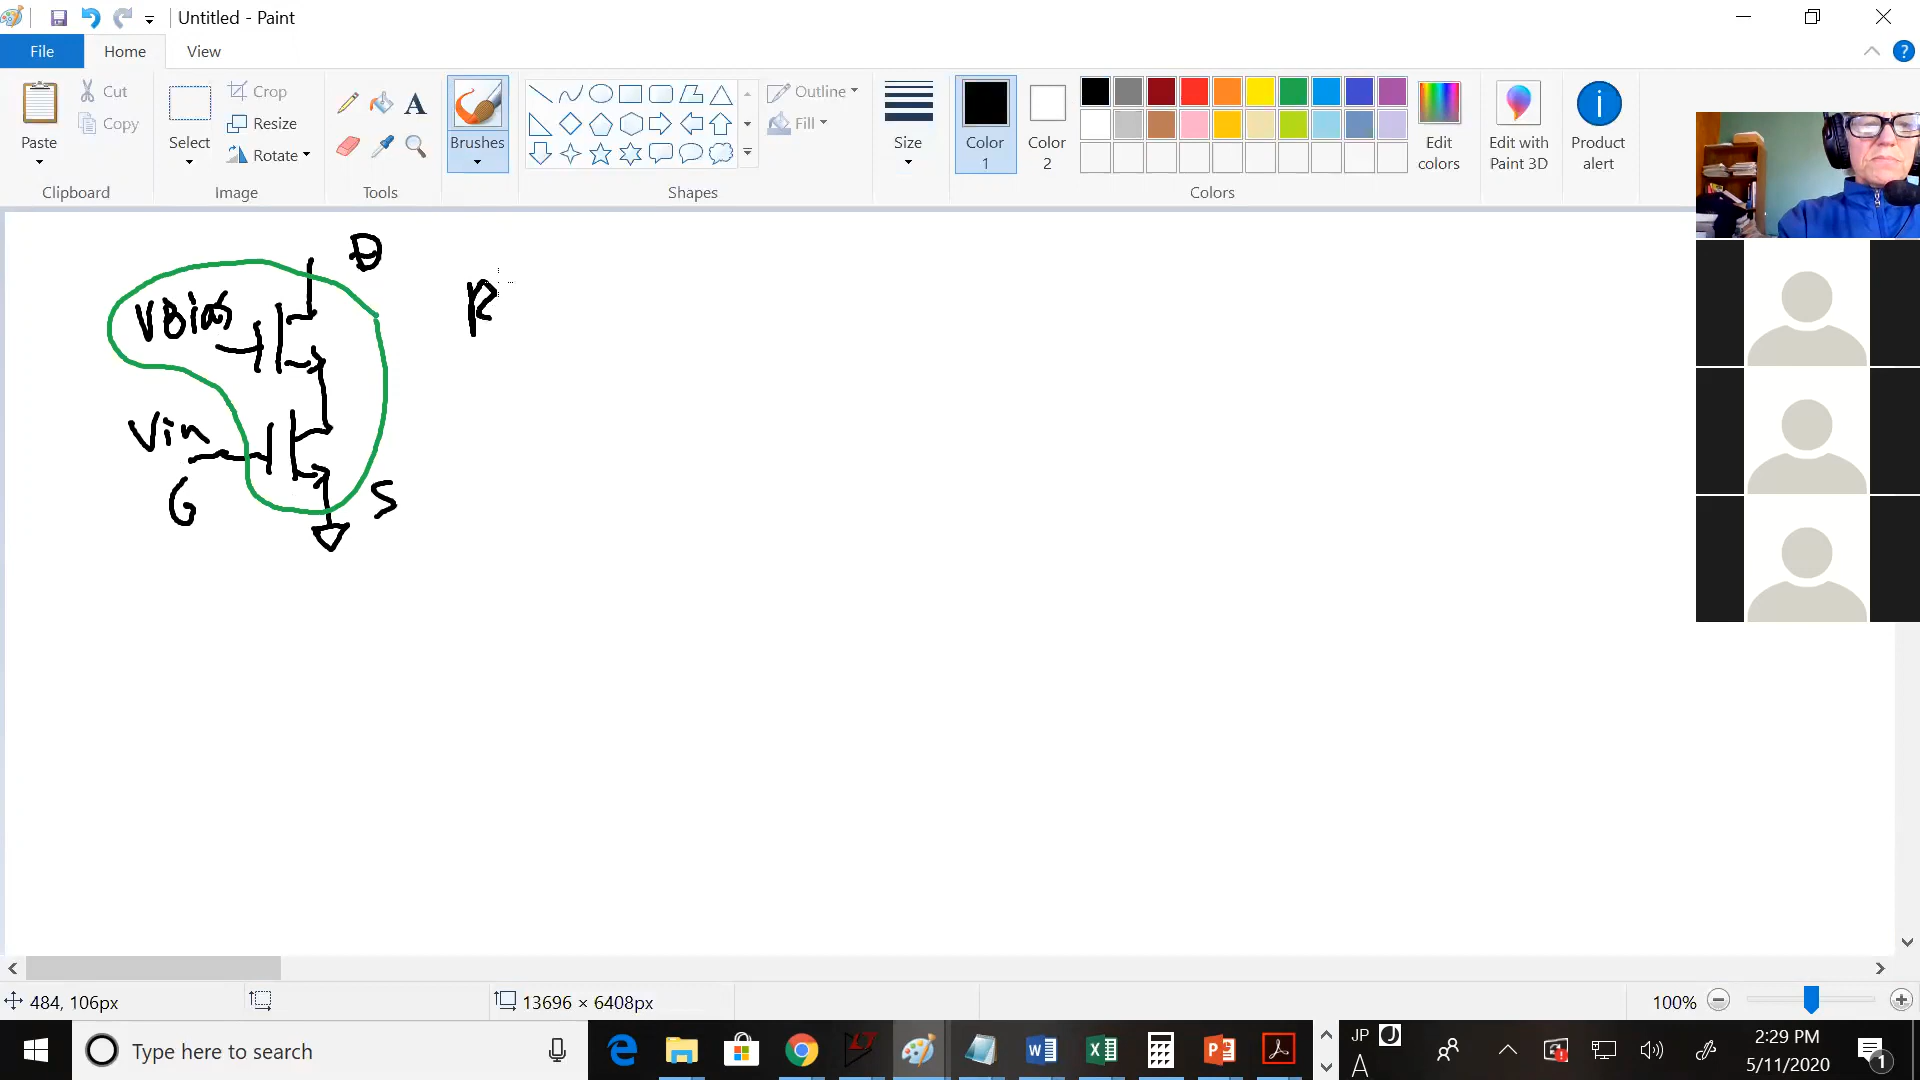 Untitled - Paint
File
Home
View
Paste
Cut
Copy
Clipboard
Select
Crop
Resize
Rotate
Image
Tools
Brushes
Shapes
Outline
Fill
Size
Color
1
Color
2
Colors
Edit
colors
Edit with
Paint 3D
Product
alert
D
VBias
R
Vin
G
S
484, 106px
13696 × 6408px
100%
Type here to search
JP
A
2:29 PM
5/11/2020
1